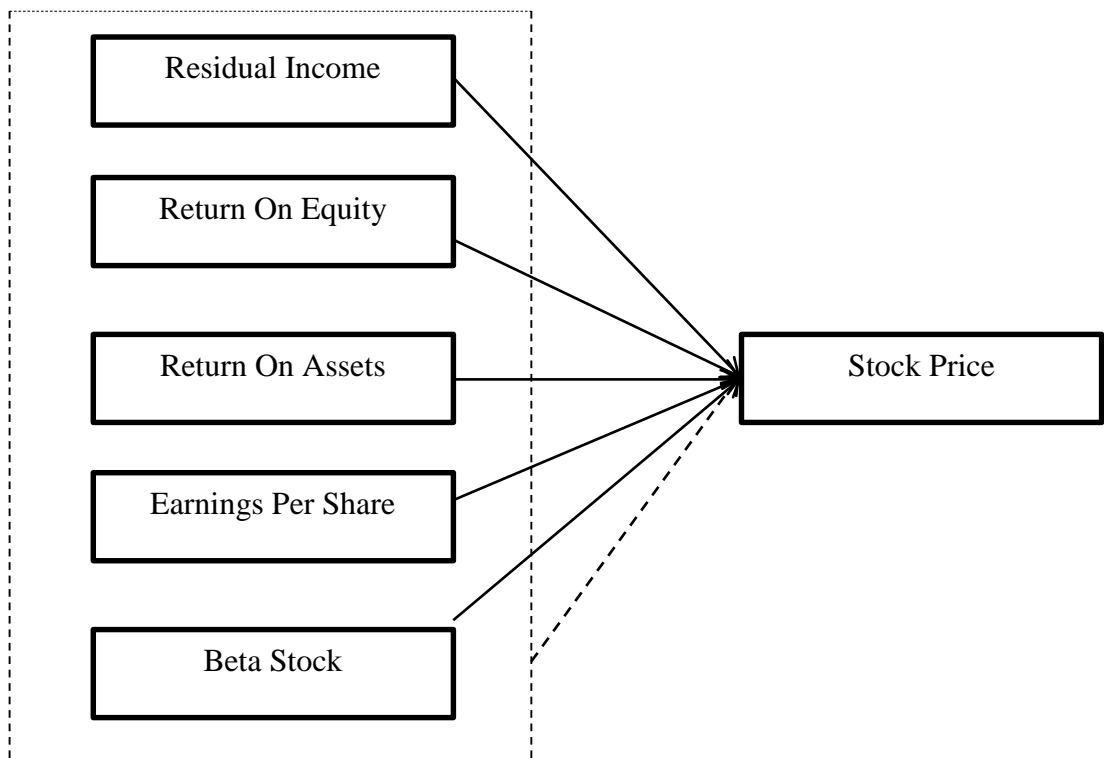 Residual Income
Return On Equity
Return On Assets
Stock Price
Earnings Per Share
Beta Stock